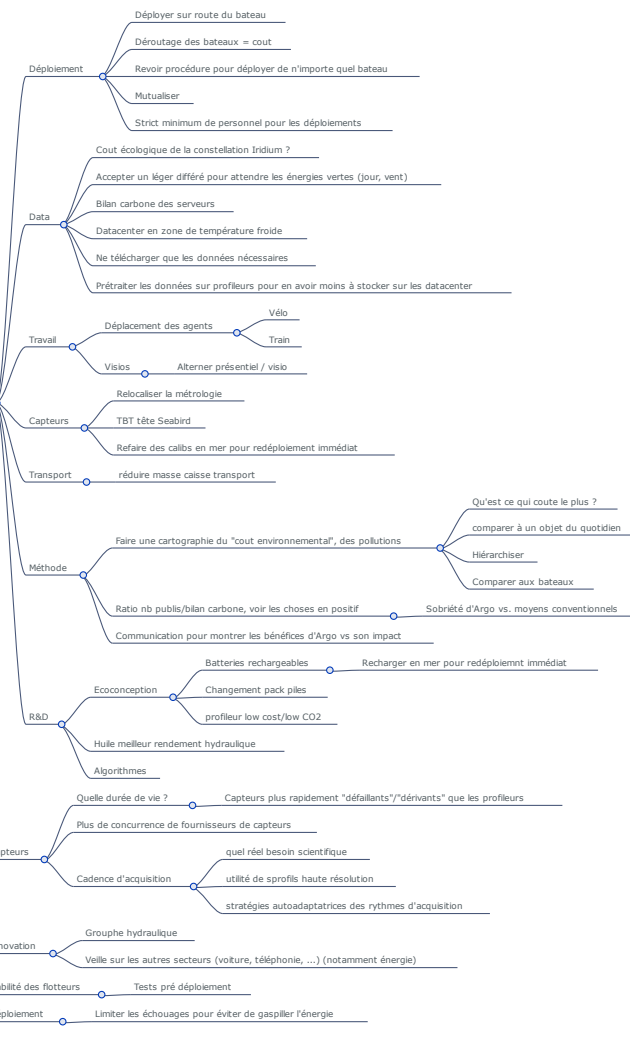 Déployer sur route du bateau
Déroutage des bateaux = cout
Déploiement
Revoir procédure pour déployer de n'importe quel bateau
Mutualiser
Strict minimum de personnel pour les déploiements
Cout écologique de la constellation Iridium ?
Accepter un léger différé pour attendre les énergies vertes (jour, vent)
Bilan carbone des serveurs
Data
Datacenter en zone de température froide
Ne télécharger que les données nécessaires
Prétraiter les données sur profileurs pour en avoir moins à stocker sur les datacenter
Travail
Déplacement des agents
Vélo
Train
Visios
Alterner présentiel / visio
Relocaliser la métrologie
Capteurs
TBT tête Seabird
Refaire des calibs en mer pour redéploiement immédiat
Transport
réduire masse caisse transport
Méthode
Faire une cartographie du "cout environnemental", des pollutions
Qu'est ce qui coute le plus ?
comparer à un objet du quotidien
Hiérarchiser
Comparer aux bateaux
Ratio nb publis/bilan carbone, voir les choses en positif
Sobriété d'Argo vs. moyens conventionnels
Communication pour montrer les bénéfices d'Argo vs son impact
R&D
Ecoconception
Batteries rechargeables
Recharger en mer pour redéploiemnt immédiat
Changement pack piles
profileur low cost/low CO2
Huile meilleur rendement hydraulique
Algorithmes
Quelle durée de vie ?
Capteurs plus rapidement "défaillants"/"dérivants" que les profileurs
Plus de concurrence de fournisseurs de capteurs
pteurs
Cadence d'acquisition
quel réel besoin scientifique
utilité de sprofils haute résolution
stratégies autoadaptatrices des rythmes d'acquisition
novation
Grouphe hydraulique
Veille sur les autres secteurs (voiture, téléphonie, ...) (notamment énergie)
bilité des flotteurs
Tests pré déploiement
éploiement
Limiter les échouages pour éviter de gaspiller l'énergie